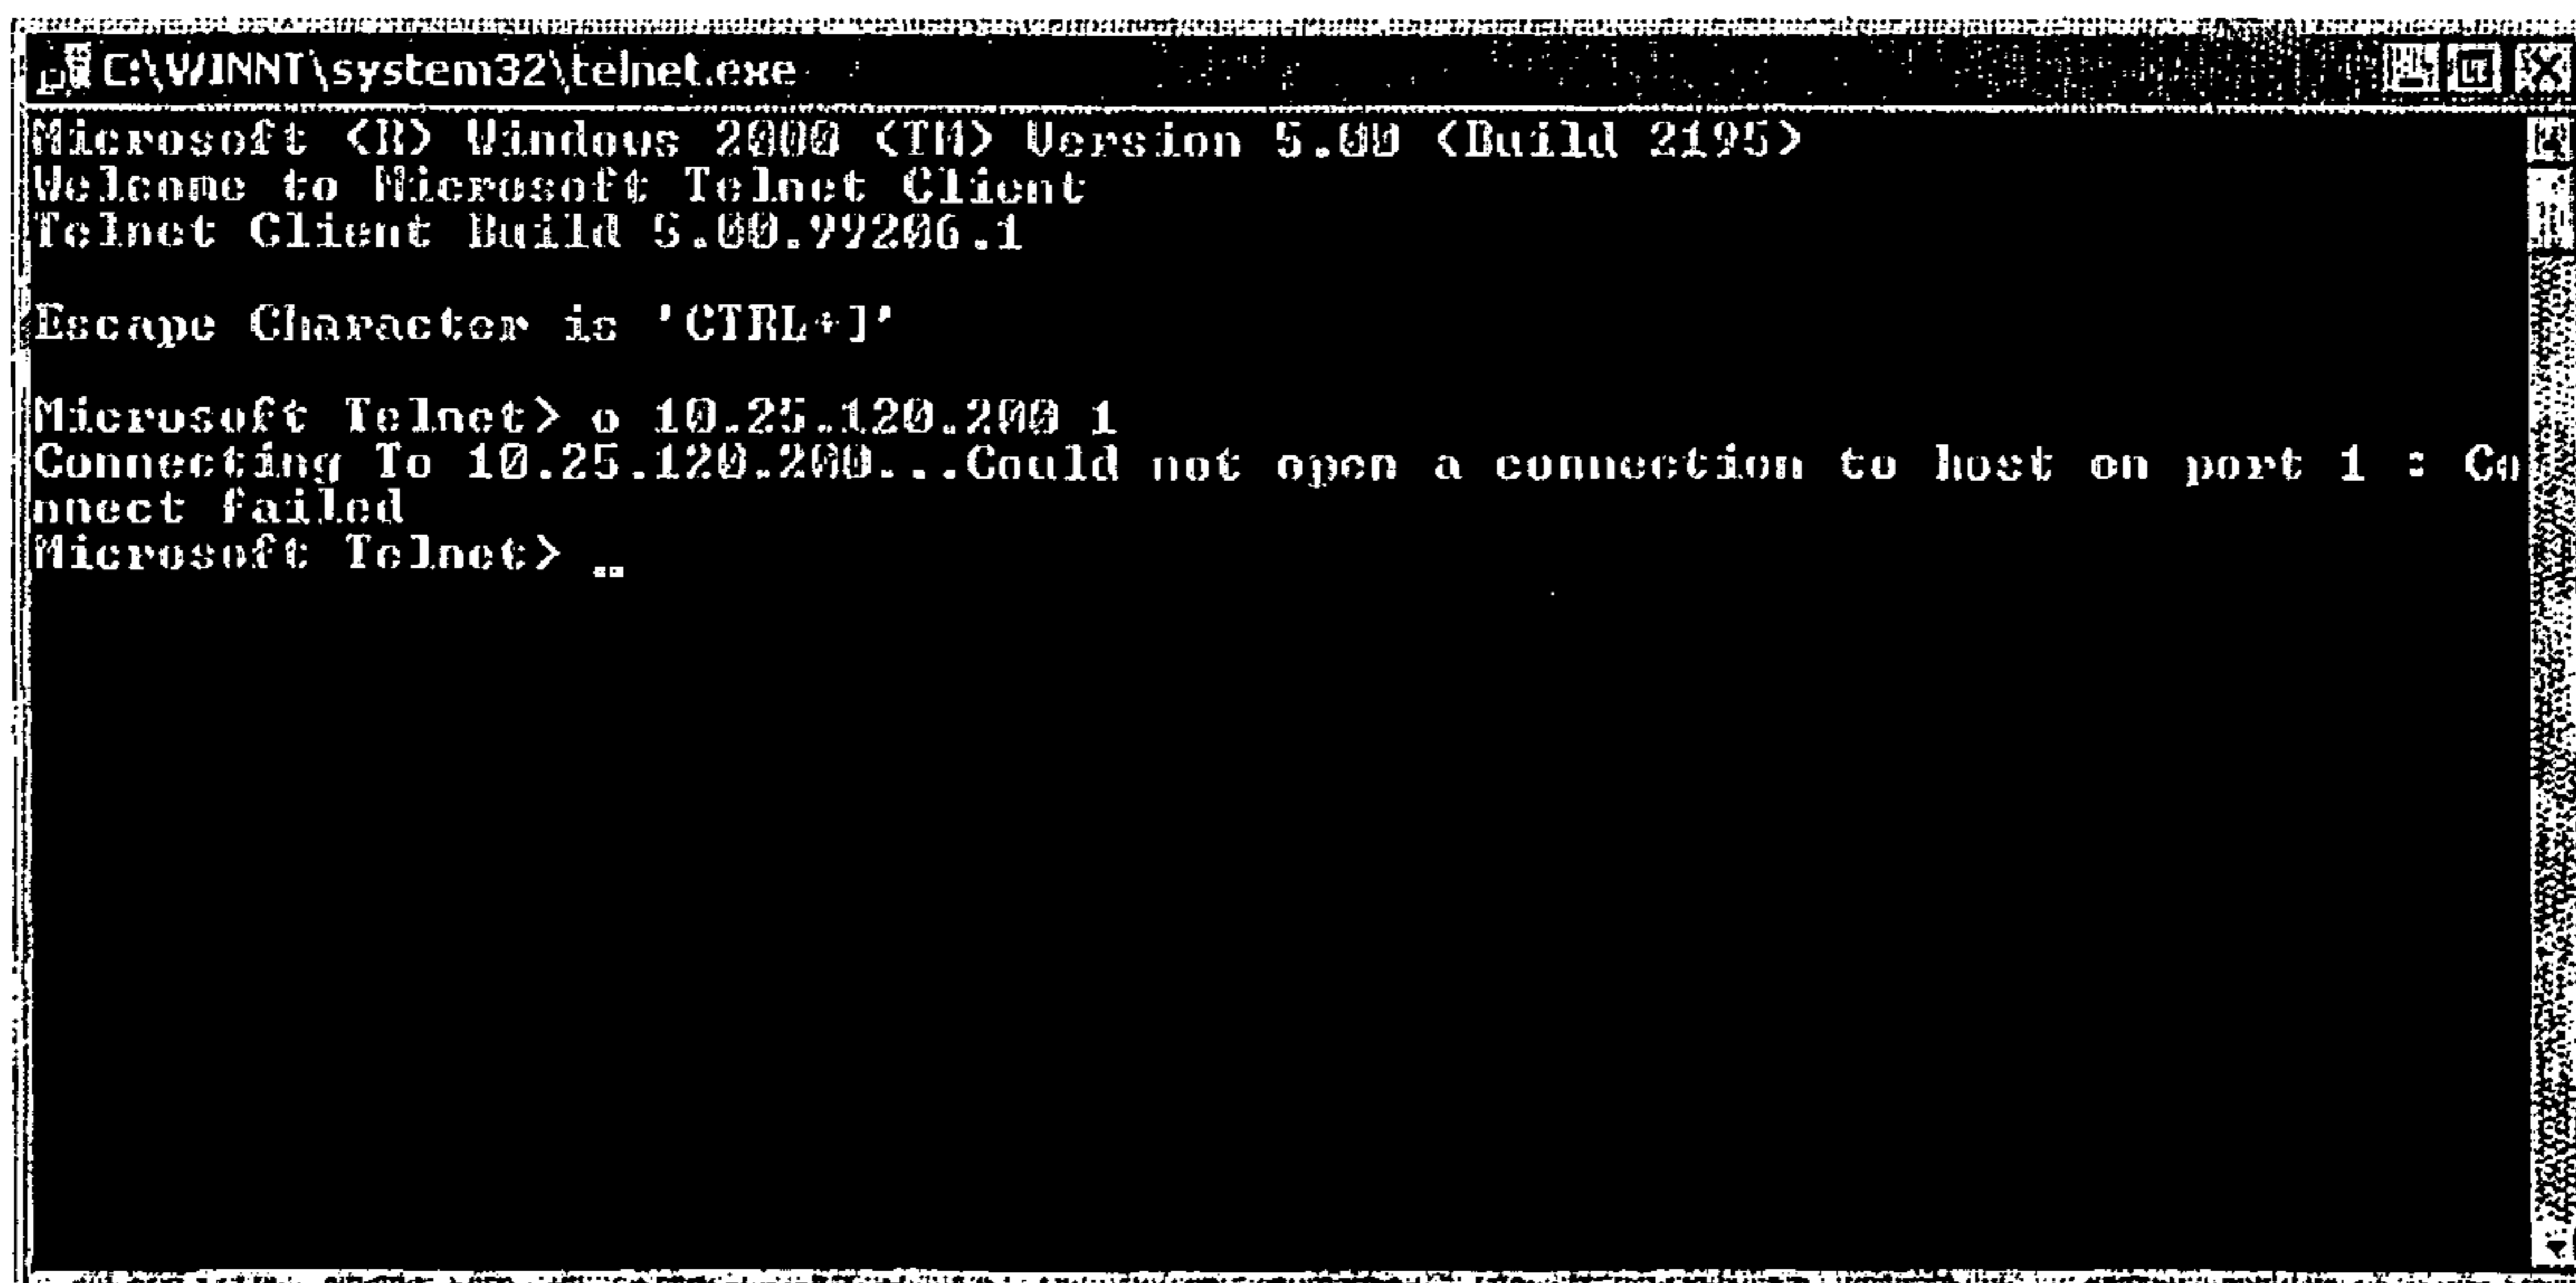 C:\WINNT\system32\telnet.exe
Microsoft (R) Windows 2000 (TM) Version 5.00 (Build 2195)
Welcome to Microsoft Telnet Client
Telnet Client Build 5.00.99206.1
Escape Character is 'CTRL+]'
Microsoft Telnet> o 10.25.120.200 1
Connecting To 10.25.120.200...Could not open a connection to host on port 1 : Co
nnect failed
Microsoft Telnet> _